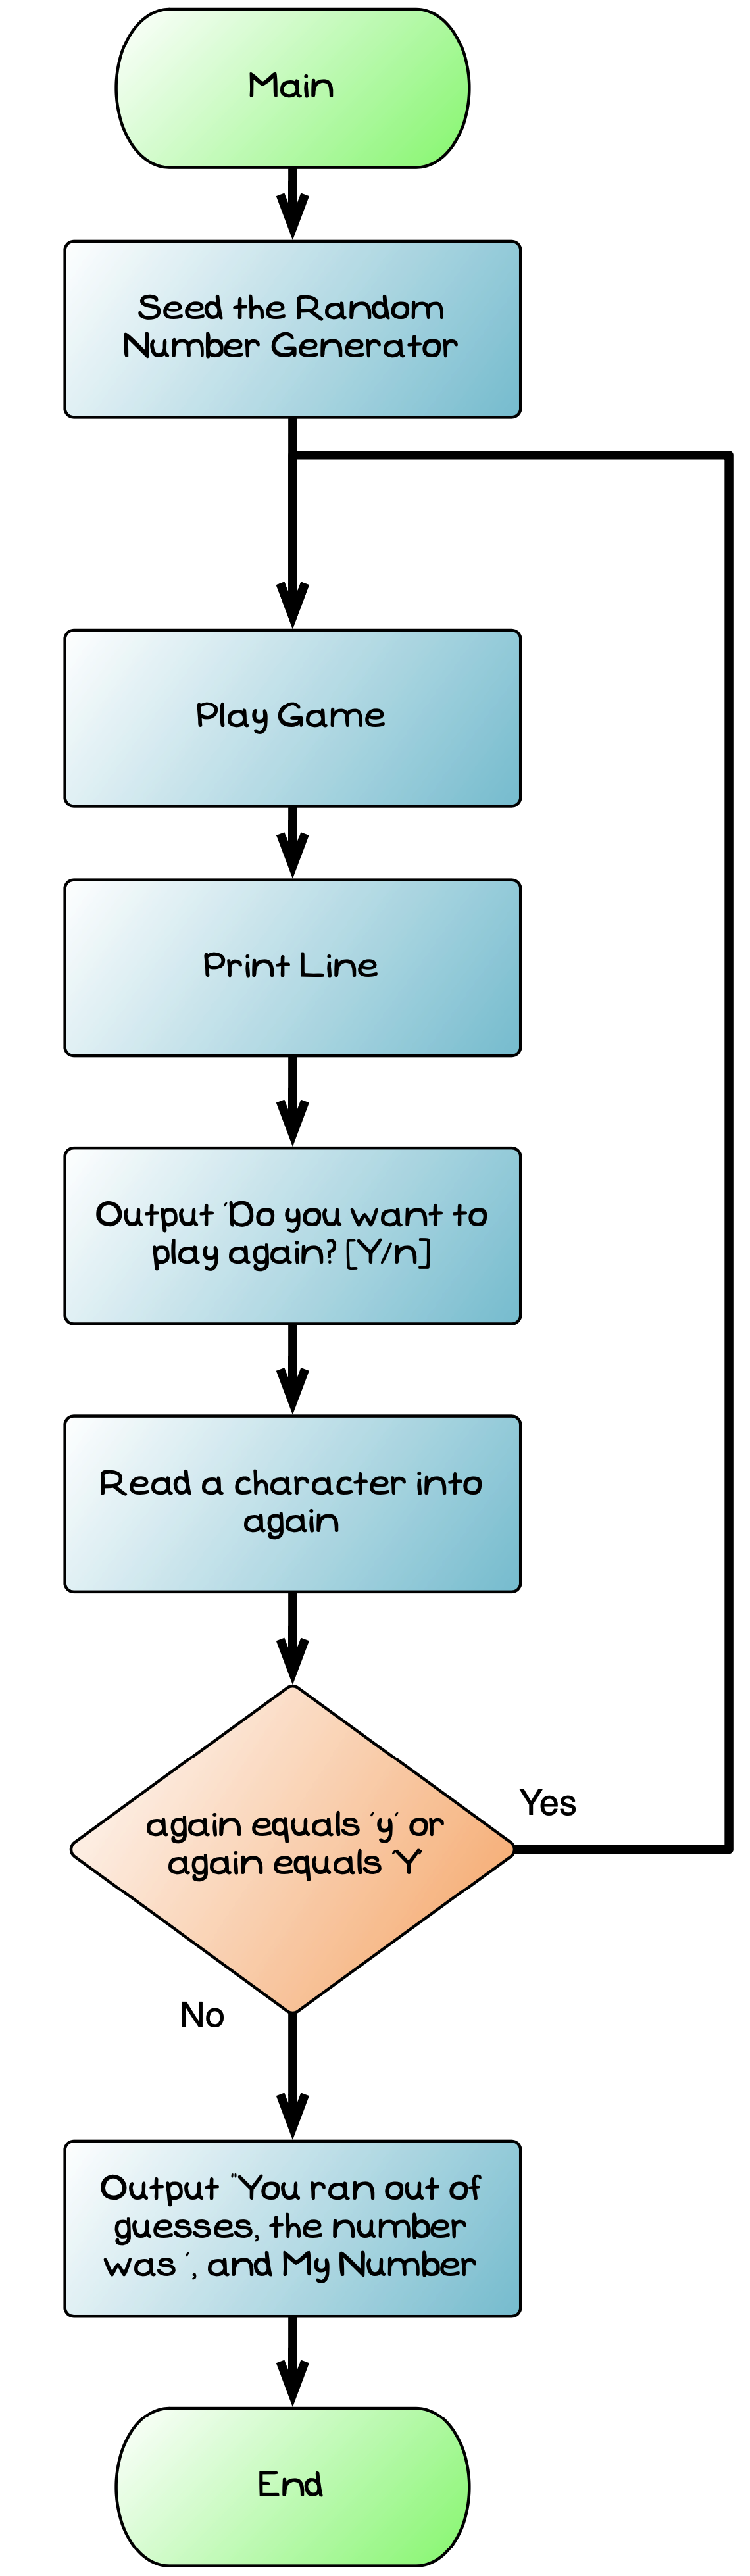 Main
Seed the Random
Number Generator
Play Game
Print Line
Output 'Do you want to
play again? [Y/n]
Read a character into
again
again equals 'y' or
again equals 'Y'
Yes
No
Output "You ran out of
guesses, the number
was ', and My Number
End